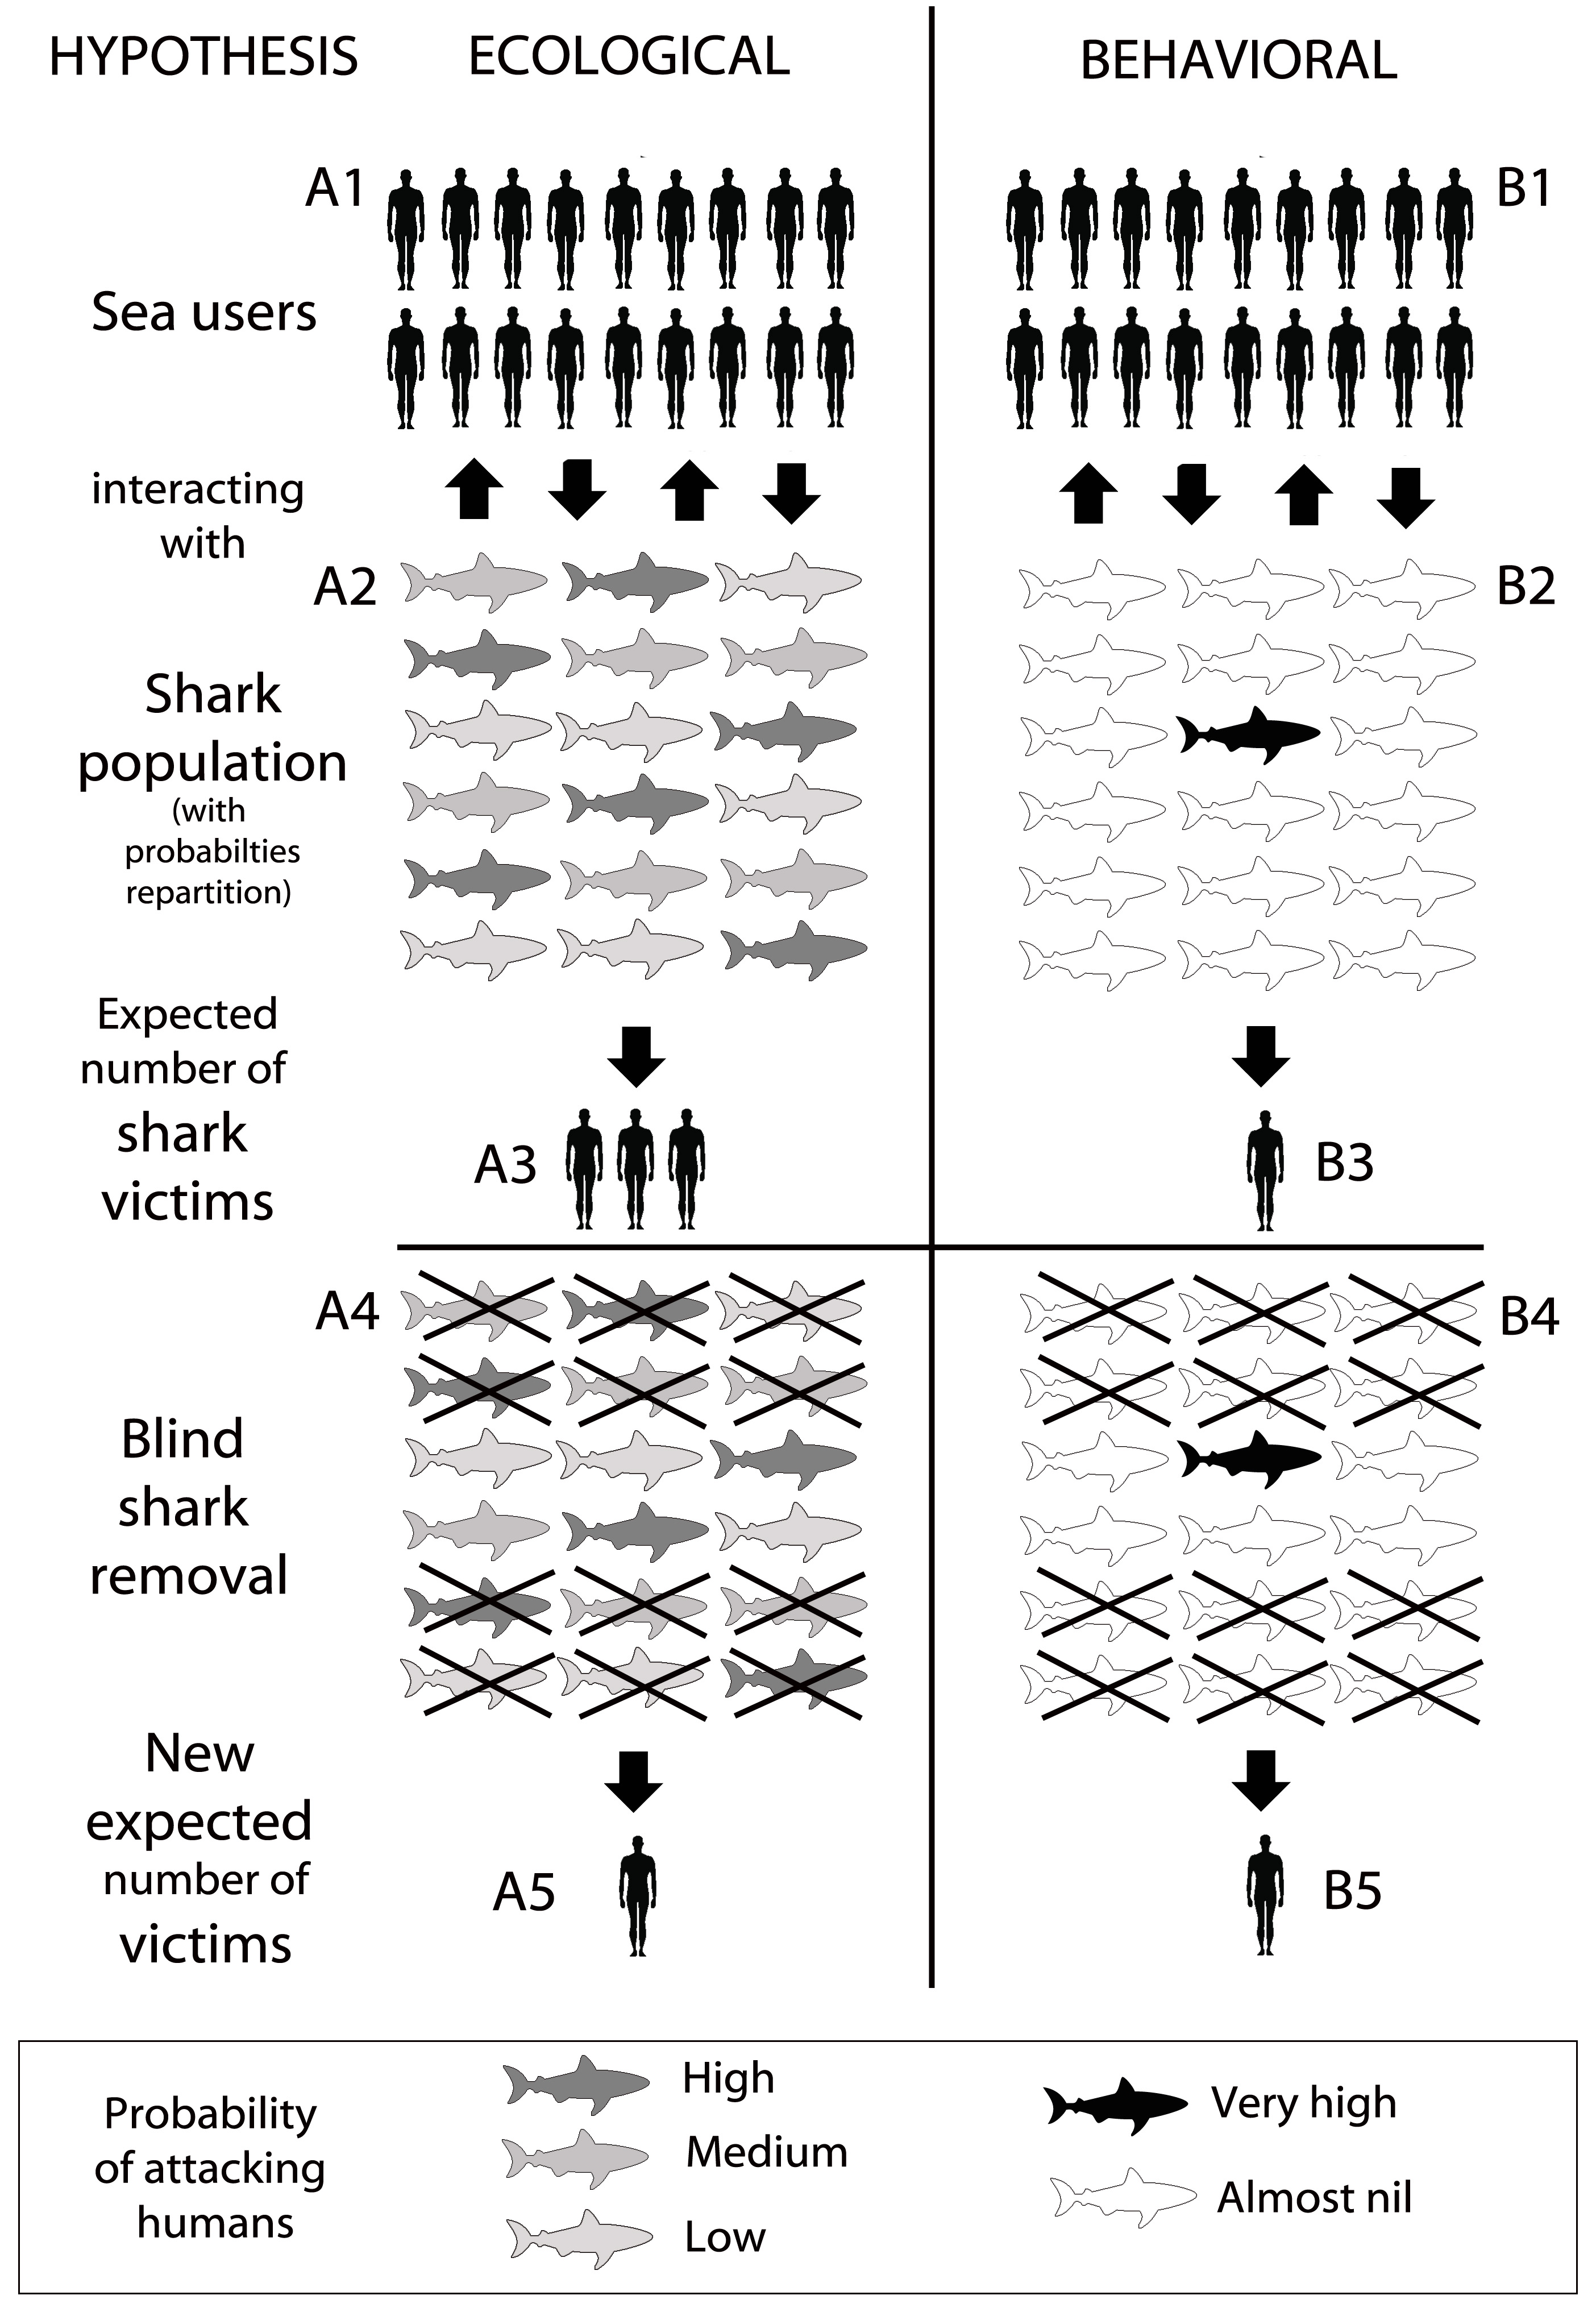 HYPOTHESIS
ECOLOGICAL
BEHAVIORAL
A1
B1
Sea users
interacting
with
A2
B2
Shark
population
(with
probabilties
repartition)
Expected
number of
shark
victims
A3
B3
A4
B4
Blind
shark
removal
New
expected
number of
victims
A5
B5
Probability
of attacking
humans
High
Medium
Low
Very high
Almost nil